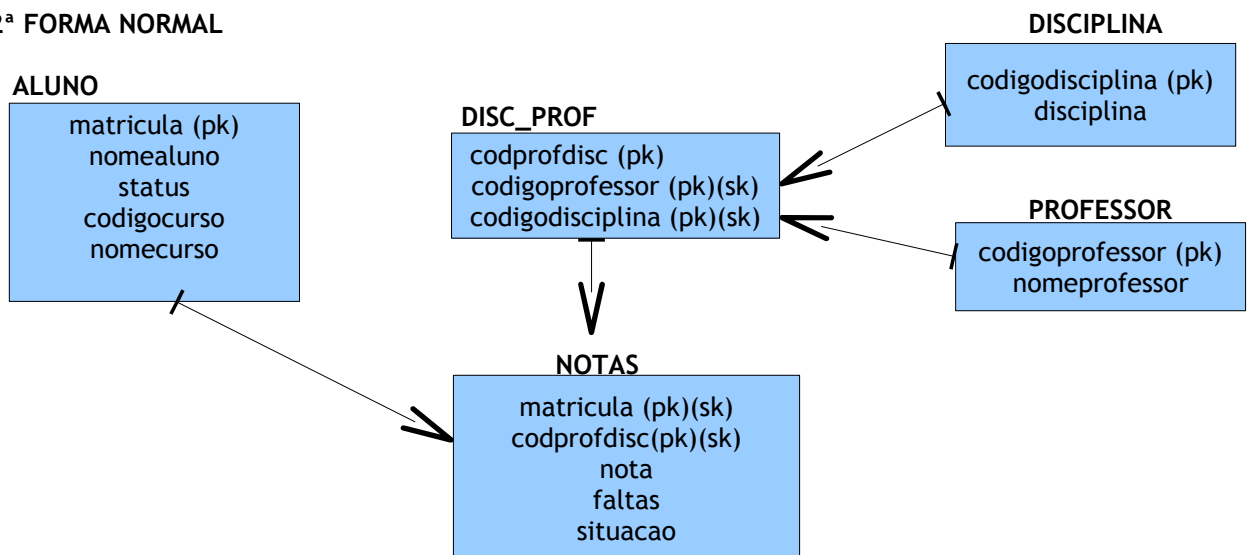 2ª FORMA NORMAL
ALUNO
matricula (pk)
nomealuno
status
codigocurso
nomecurso
DISC_PROF
codprofdisc (pk)
codigoprofessor (pk)(sk)
codigodisciplina (pk)(sk)
DISCIPLINA
codigodisciplina (pk)
disciplina
PROFESSOR
codigoprofessor (pk)
nomeprofessor
NOTAS
matricula (pk)(sk)
codprofdisc(pk)(sk)
nota
faltas
situacao